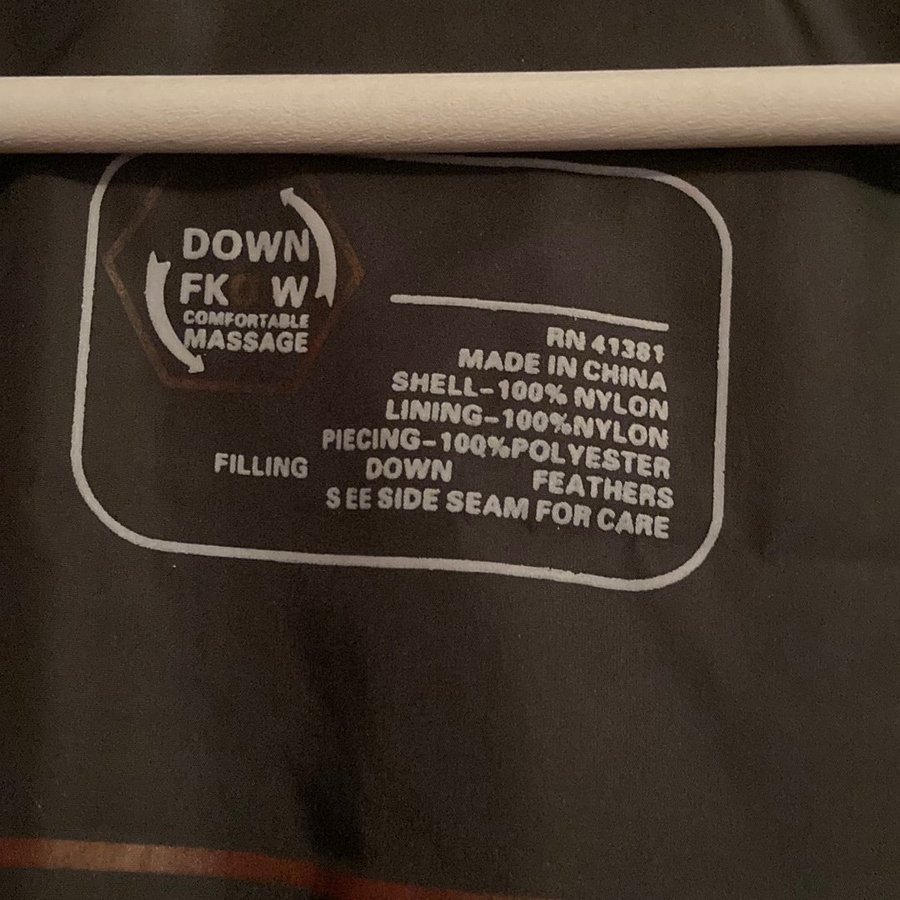 DOWN
FKOW
COMFORTABLE
MASSAGE
RN 41381
MADE IN CHINA
SHELL-100% NYLON
LINING-100%NYLON
PIECING-100%POLYESTER
FILLING DOWN FEATHERS
SEE SIDE SEAM FOR CARE